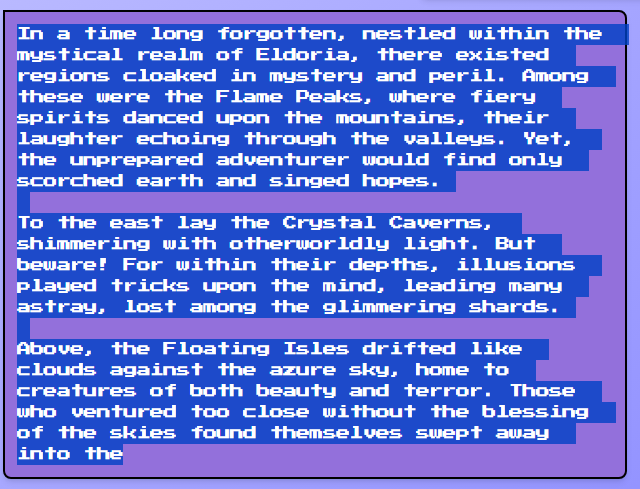 In a time long forgotten, nestled within the
mystical realm of Eldoria, there existed
regions cloaked in mystery and peril. Among
these were the Flame Peaks, where fiery
spirits danced upon the mountains, their
laughter echoing through the valleys. Yet,
the unprepared adventurer would find only
scorched earth and singed hopes.

To the east lay the Crystal Caverns,
shimmering with otherworldly light. But
beware! For within their depths, illusions
played tricks upon the mind, leading many
astray, lost among the glimmering shards.

Above, the Floating Isles drifted like
clouds against the azure sky, home to
creatures of both beauty and terror. Those
who ventured too close without the blessing
of the skies found themselves swept away
into the